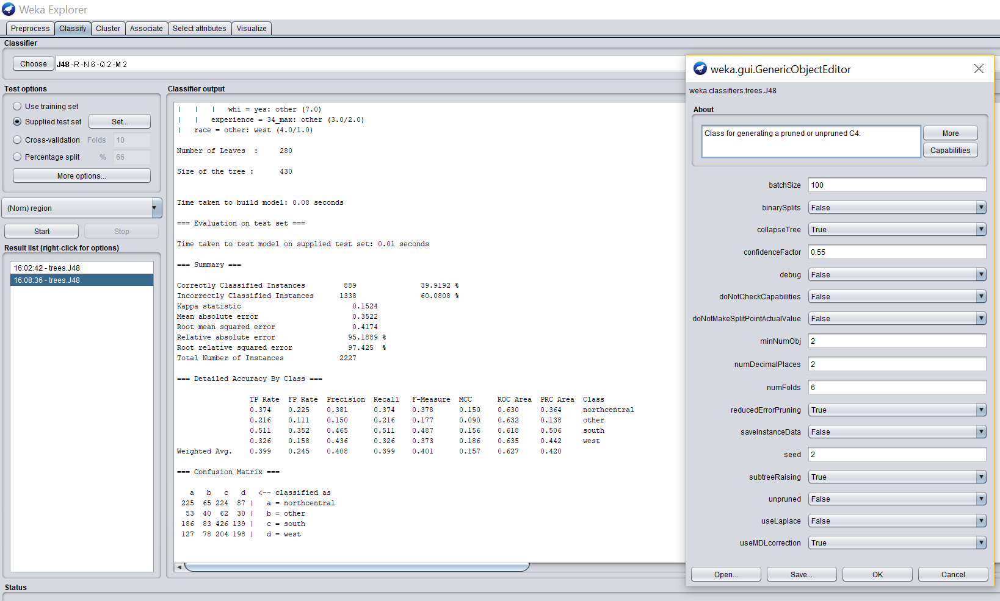 Weka Explorer
Preprocess Classify Cluster Associate Select attributes Visualize
Classifier
Choose J48 -R -N 6 -Q 2 -M 2
Test options
Use training set
Supplied test set Set...
Cross-validation Folds 10
Percentage split % 66
More options...
(Nom) region
Start Stop
Result list (right-click for options)
16:02:42 - trees.J48
16:08:36 - trees.J48
Classifier output
| | | whi = yes: other (7.0)
| | experience = 34_max: other (3.0/2.0)
| race = other: west (4.0/1.0)
Number of Leaves : 280
Size of the tree : 430
Time taken to build model: 0.08 seconds
=== Evaluation on test set ===
Time taken to test model on supplied test set: 0.01 seconds
=== Summary ===
Correctly Classified Instances 889 39.9192 %
Incorrectly Classified Instances 1338 60.0808 %
Kappa statistic 0.1524
Mean absolute error 0.3522
Root mean squared error 0.4174
Relative absolute error 95.1889 %
Root relative squared error 97.425 %
Total Number of Instances 2227
=== Detailed Accuracy By Class ===
TP Rate FP Rate Precision Recall F-Measure MCC ROC Area PRC Area Class
0.374 0.225 0.381 0.374 0.378 0.150 0.630 0.364 northcentral
0.216 0.111 0.150 0.216 0.177 0.090 0.632 0.138 other
0.511 0.352 0.465 0.511 0.487 0.156 0.618 0.506 south
0.326 0.158 0.436 0.326 0.373 0.186 0.635 0.442 west
Weighted Avg. 0.399 0.245 0.408 0.399 0.401 0.157 0.627 0.420
=== Confusion Matrix ===
a b c d <-- classified as
225 65 224 87 | a = northcentral
53 40 62 30 | b = other
186 83 426 139 | c = south
127 78 204 198 | d = west
Status
weka.gui.GenericObjectEditor
weka.classifiers.trees.J48
About
Class for generating a pruned or unpruned C4.
More
Capabilities
batchSize 100
binarySplits False
collapseTree True
confidenceFactor 0.55
debug False
doNotCheckCapabilities False
doNotMakeSplitPointActualValue False
minNumObj 2
numDecimalPlaces 2
numFolds 6
reducedErrorPruning True
saveInstanceData False
seed 2
subtreeRaising True
unpruned False
useLaplace False
useMDLcorrection True
Open... Save... OK Cancel